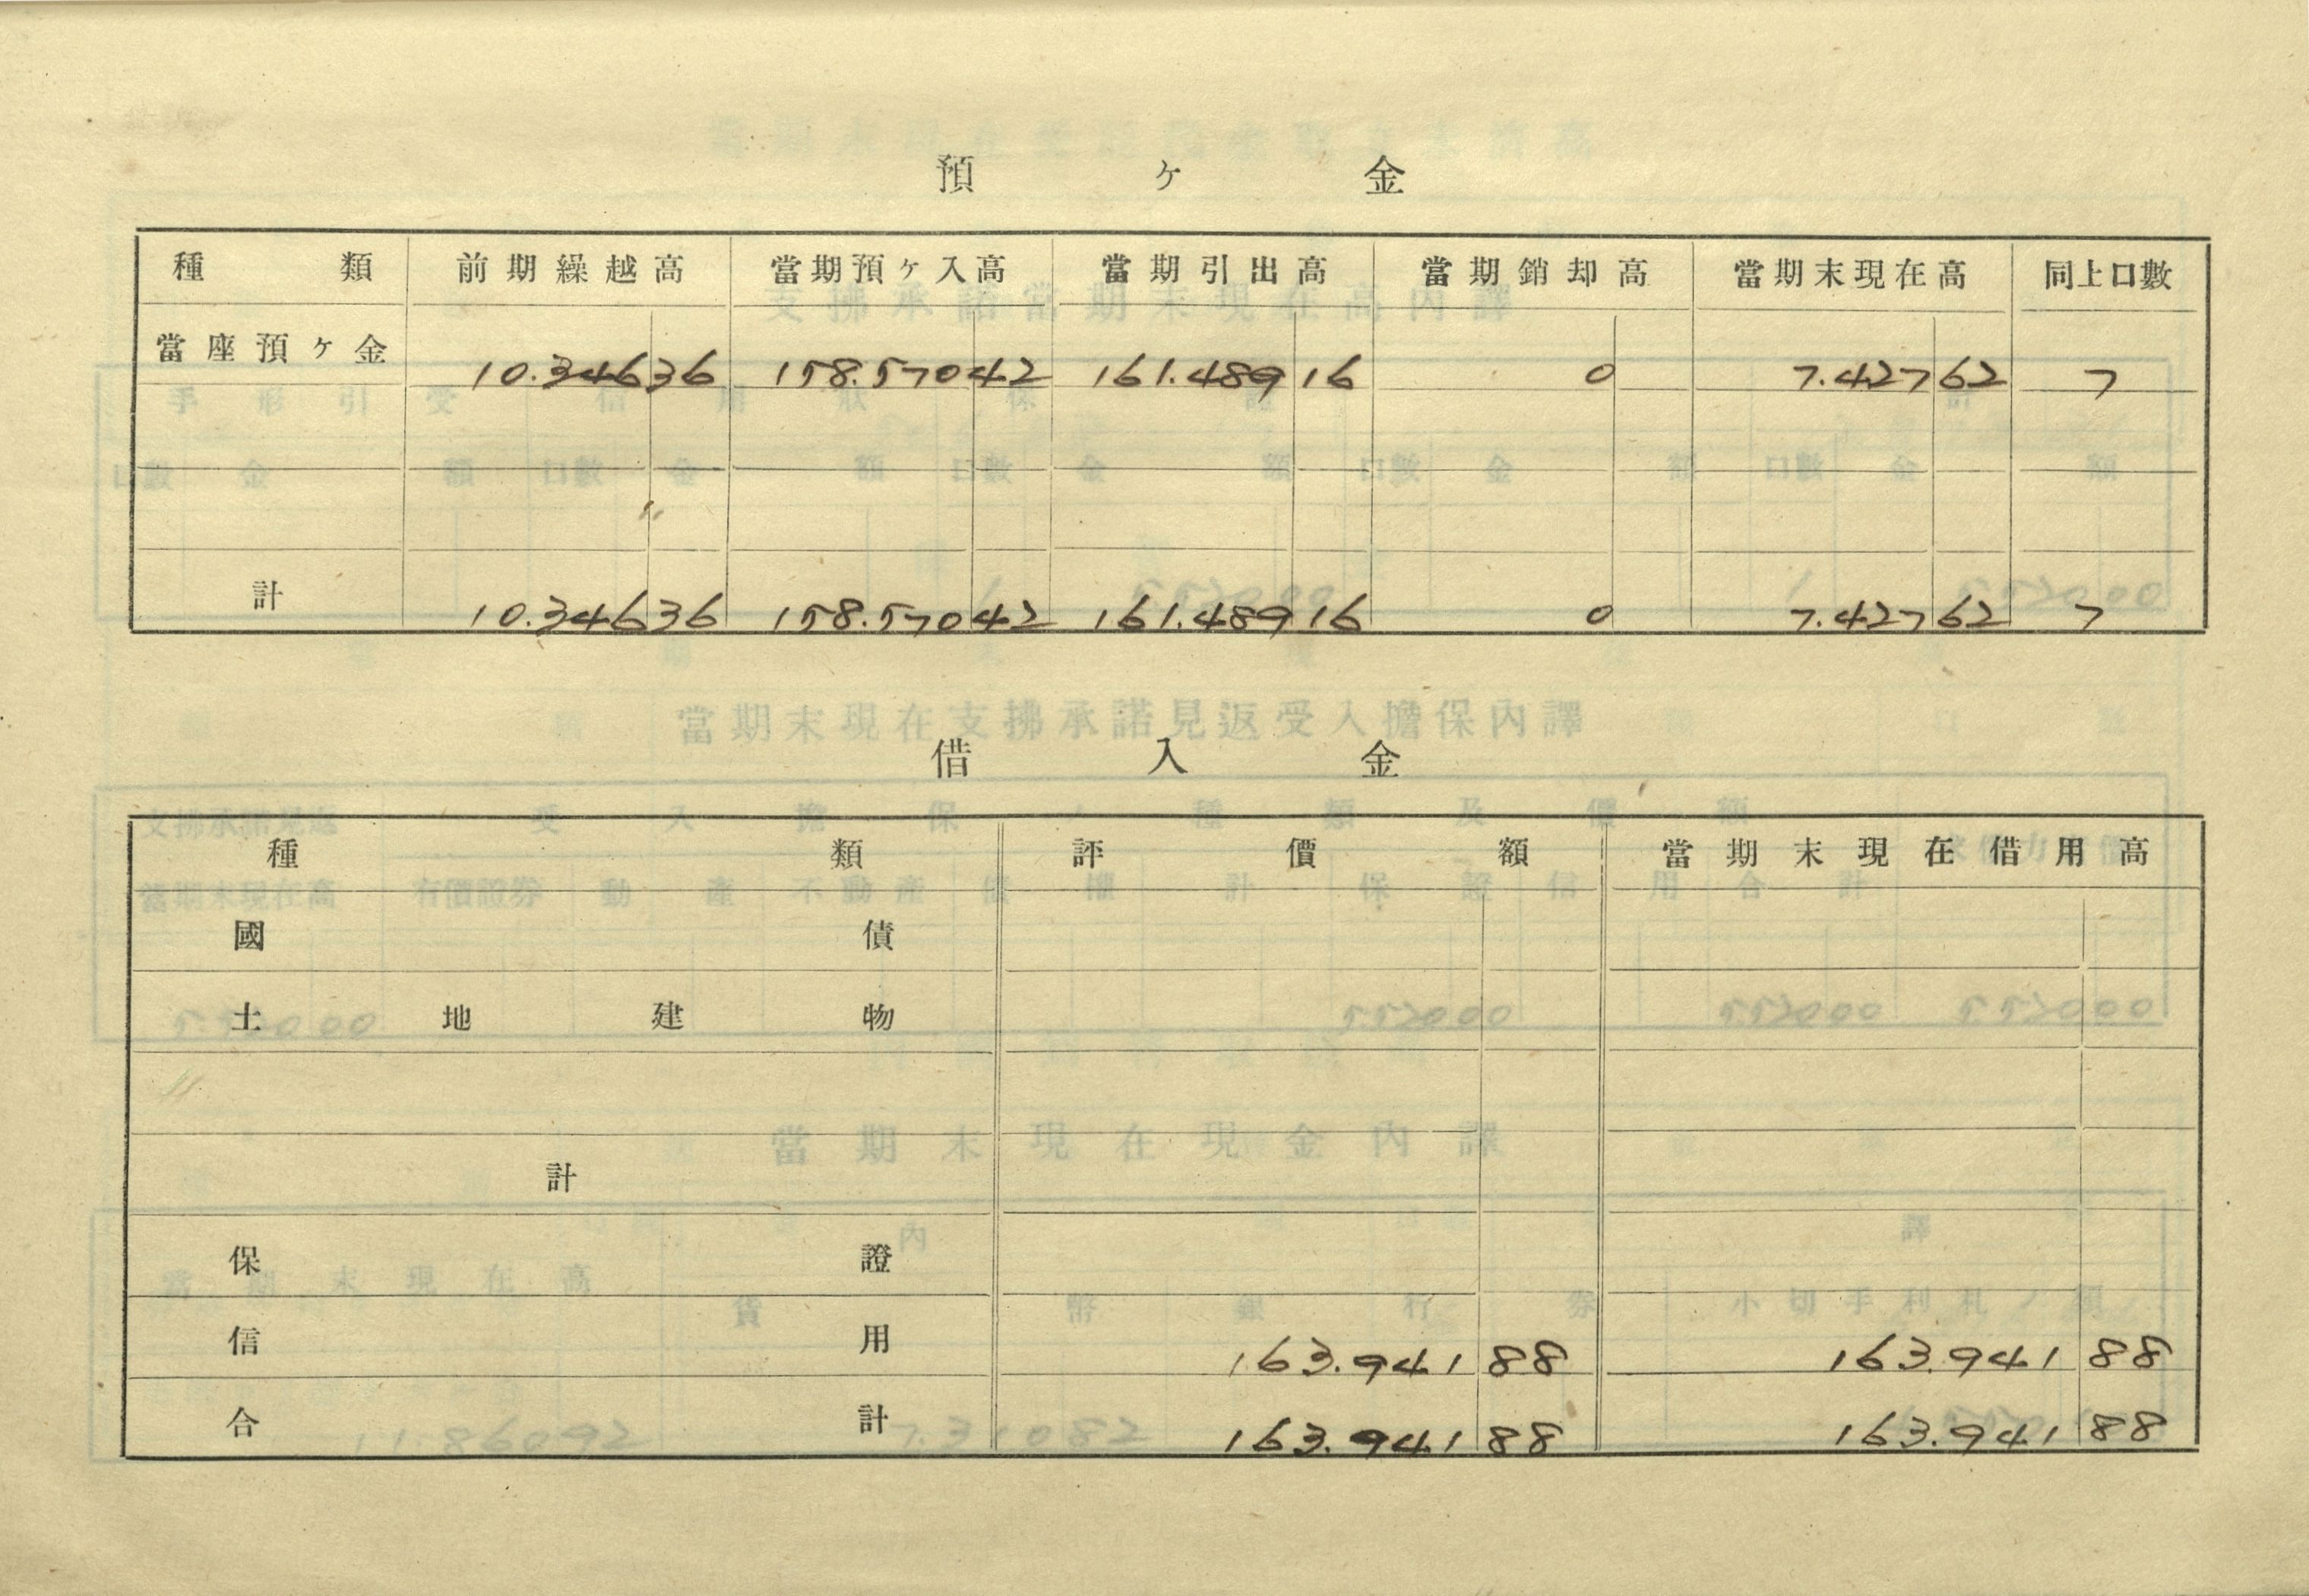 預ヶ金
種類 前期繰越高 當期預ヶ入高 當期引出高 當期銷却高 當期末現在高 同上口數
當座預ヶ金 10.346 36 158.570 42 161.489 16 0 7.427 62 7
計 10.346 36 158.570 42 161.489 16 0 7.427 62 7
借入金
種類 評價額 當期末現在借用高
國債
土地建物
計
保證
信用 163.941 88 163.941 88
合計 163.941 88 163.941 88